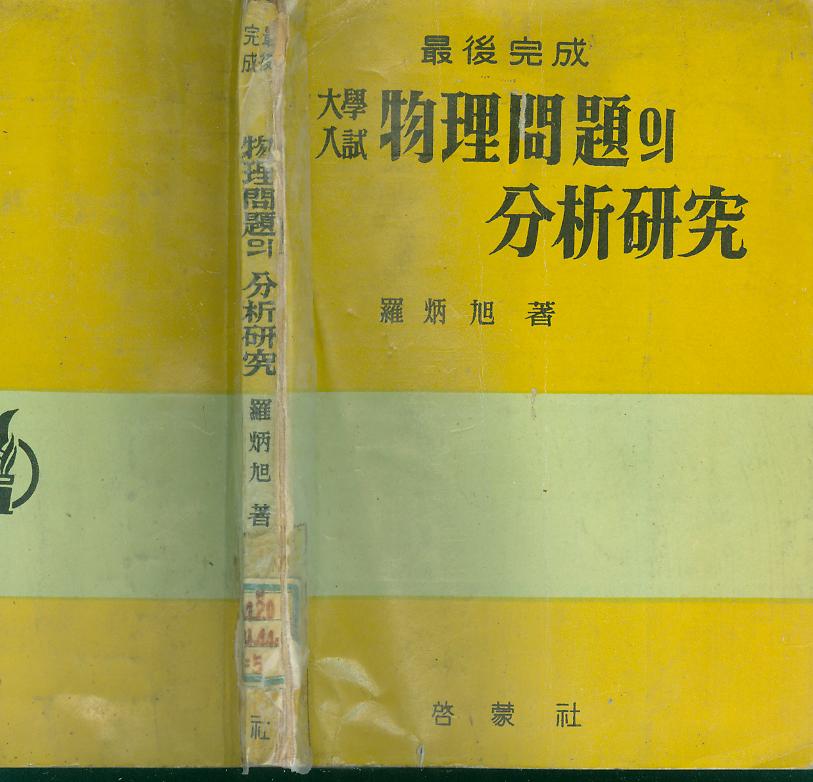 最後完成
大學
入試 物理問題의
分析研究
羅炳旭 著
啓蒙社
完最
成後
物理問題의 分析研究
羅炳旭 著
社